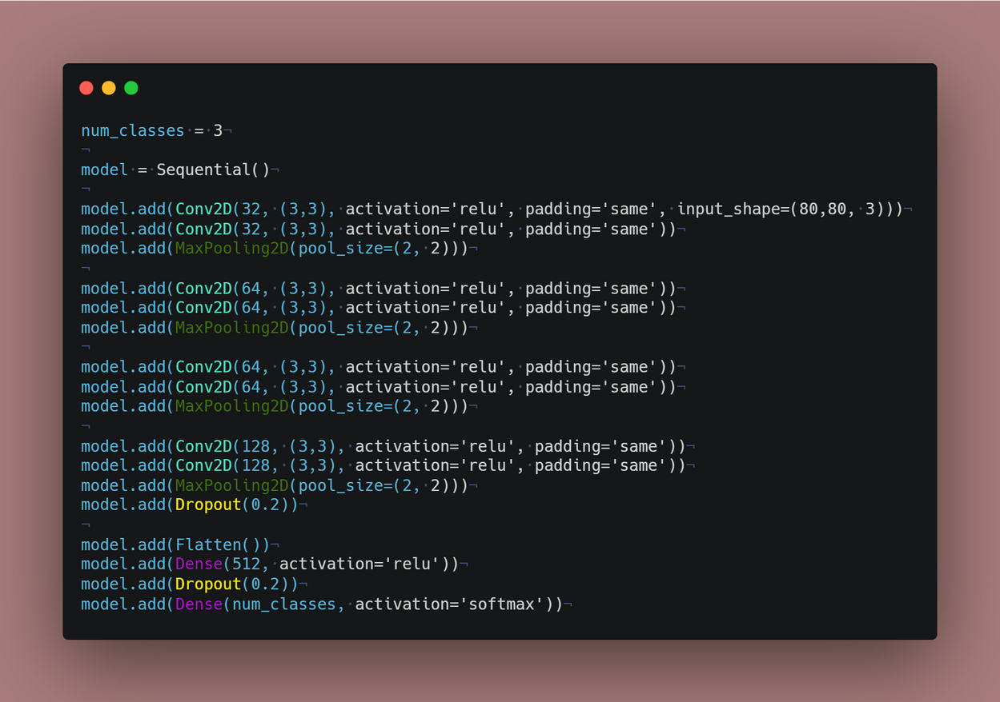 num_classes = 3
model = Sequential()
model.add(Conv2D(32, (3,3), activation='relu', padding='same', input_shape=(80,80, 3)))
model.add(Conv2D(32, (3,3), activation='relu', padding='same'))
model.add(MaxPooling2D(pool_size=(2, 2)))
model.add(Conv2D(64, (3,3), activation='relu', padding='same'))
model.add(Conv2D(64, (3,3), activation='relu', padding='same'))
model.add(MaxPooling2D(pool_size=(2, 2)))
model.add(Conv2D(64, (3,3), activation='relu', padding='same'))
model.add(Conv2D(64, (3,3), activation='relu', padding='same'))
model.add(MaxPooling2D(pool_size=(2, 2)))
model.add(Conv2D(128, (3,3), activation='relu', padding='same'))
model.add(Conv2D(128, (3,3), activation='relu', padding='same'))
model.add(MaxPooling2D(pool_size=(2, 2)))
model.add(Dropout(0.2))
model.add(Flatten())
model.add(Dense(512, activation='relu'))
model.add(Dropout(0.2))
model.add(Dense(num_classes, activation='softmax'))